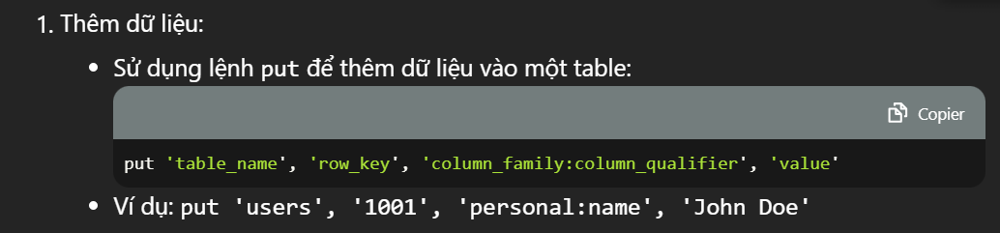 1. Thêm dữ liệu:
• Sử dụng lệnh put để thêm dữ liệu vào một table:
Copier
put 'table_name', 'row_key', 'column_family:column_qualifier', 'value'
• Ví dụ: put 'users', '1001', 'personal:name', 'John Doe'